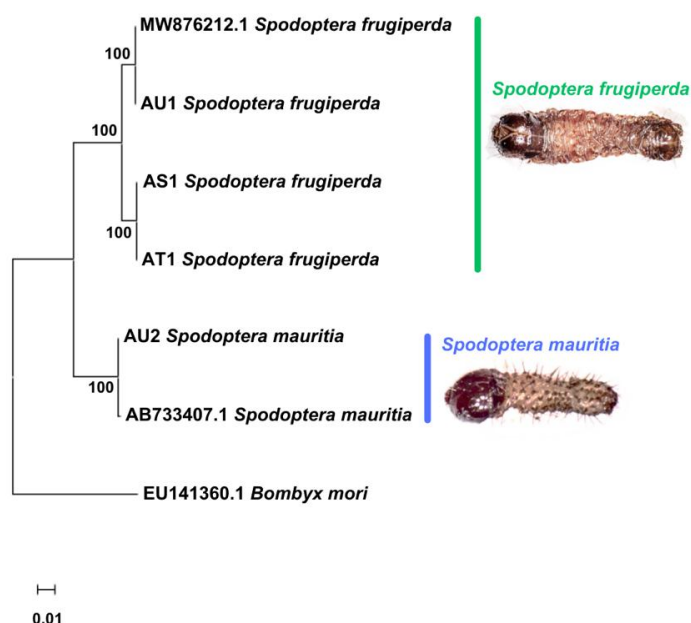 MW876212.1 Spodoptera frugiperda
100
Spodoptera frugiperda
AU1 Spodoptera frugiperda
100
AS1 Spodoptera frugiperda
100
AT1 Spodoptera frugiperda
AU2 Spodoptera mauritia
Spodoptera mauritia
100
AB733407.1 Spodoptera mauritia
EU141360.1 Bombyx mori
0.01